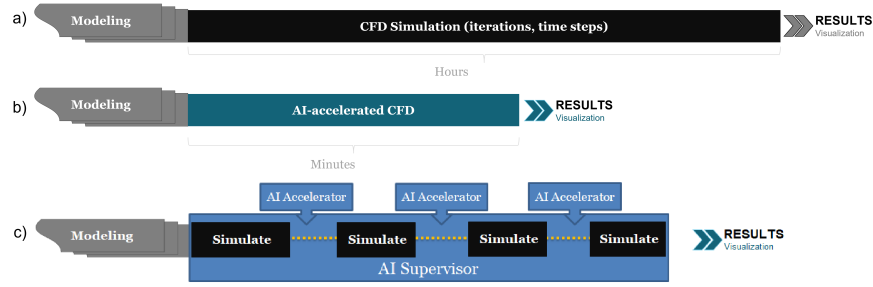 a)
Modeling
CFD Simulation (iterations, time steps)
RESULTS
Visualization
Hours
b)
Modeling
AI-accelerated CFD
RESULTS
Visualization
Minutes
AI Accelerator
AI Accelerator
AI Accelerator
c)
Modeling
Simulate
Simulate
Simulate
Simulate
RESULTS
Visualization
AI Supervisor